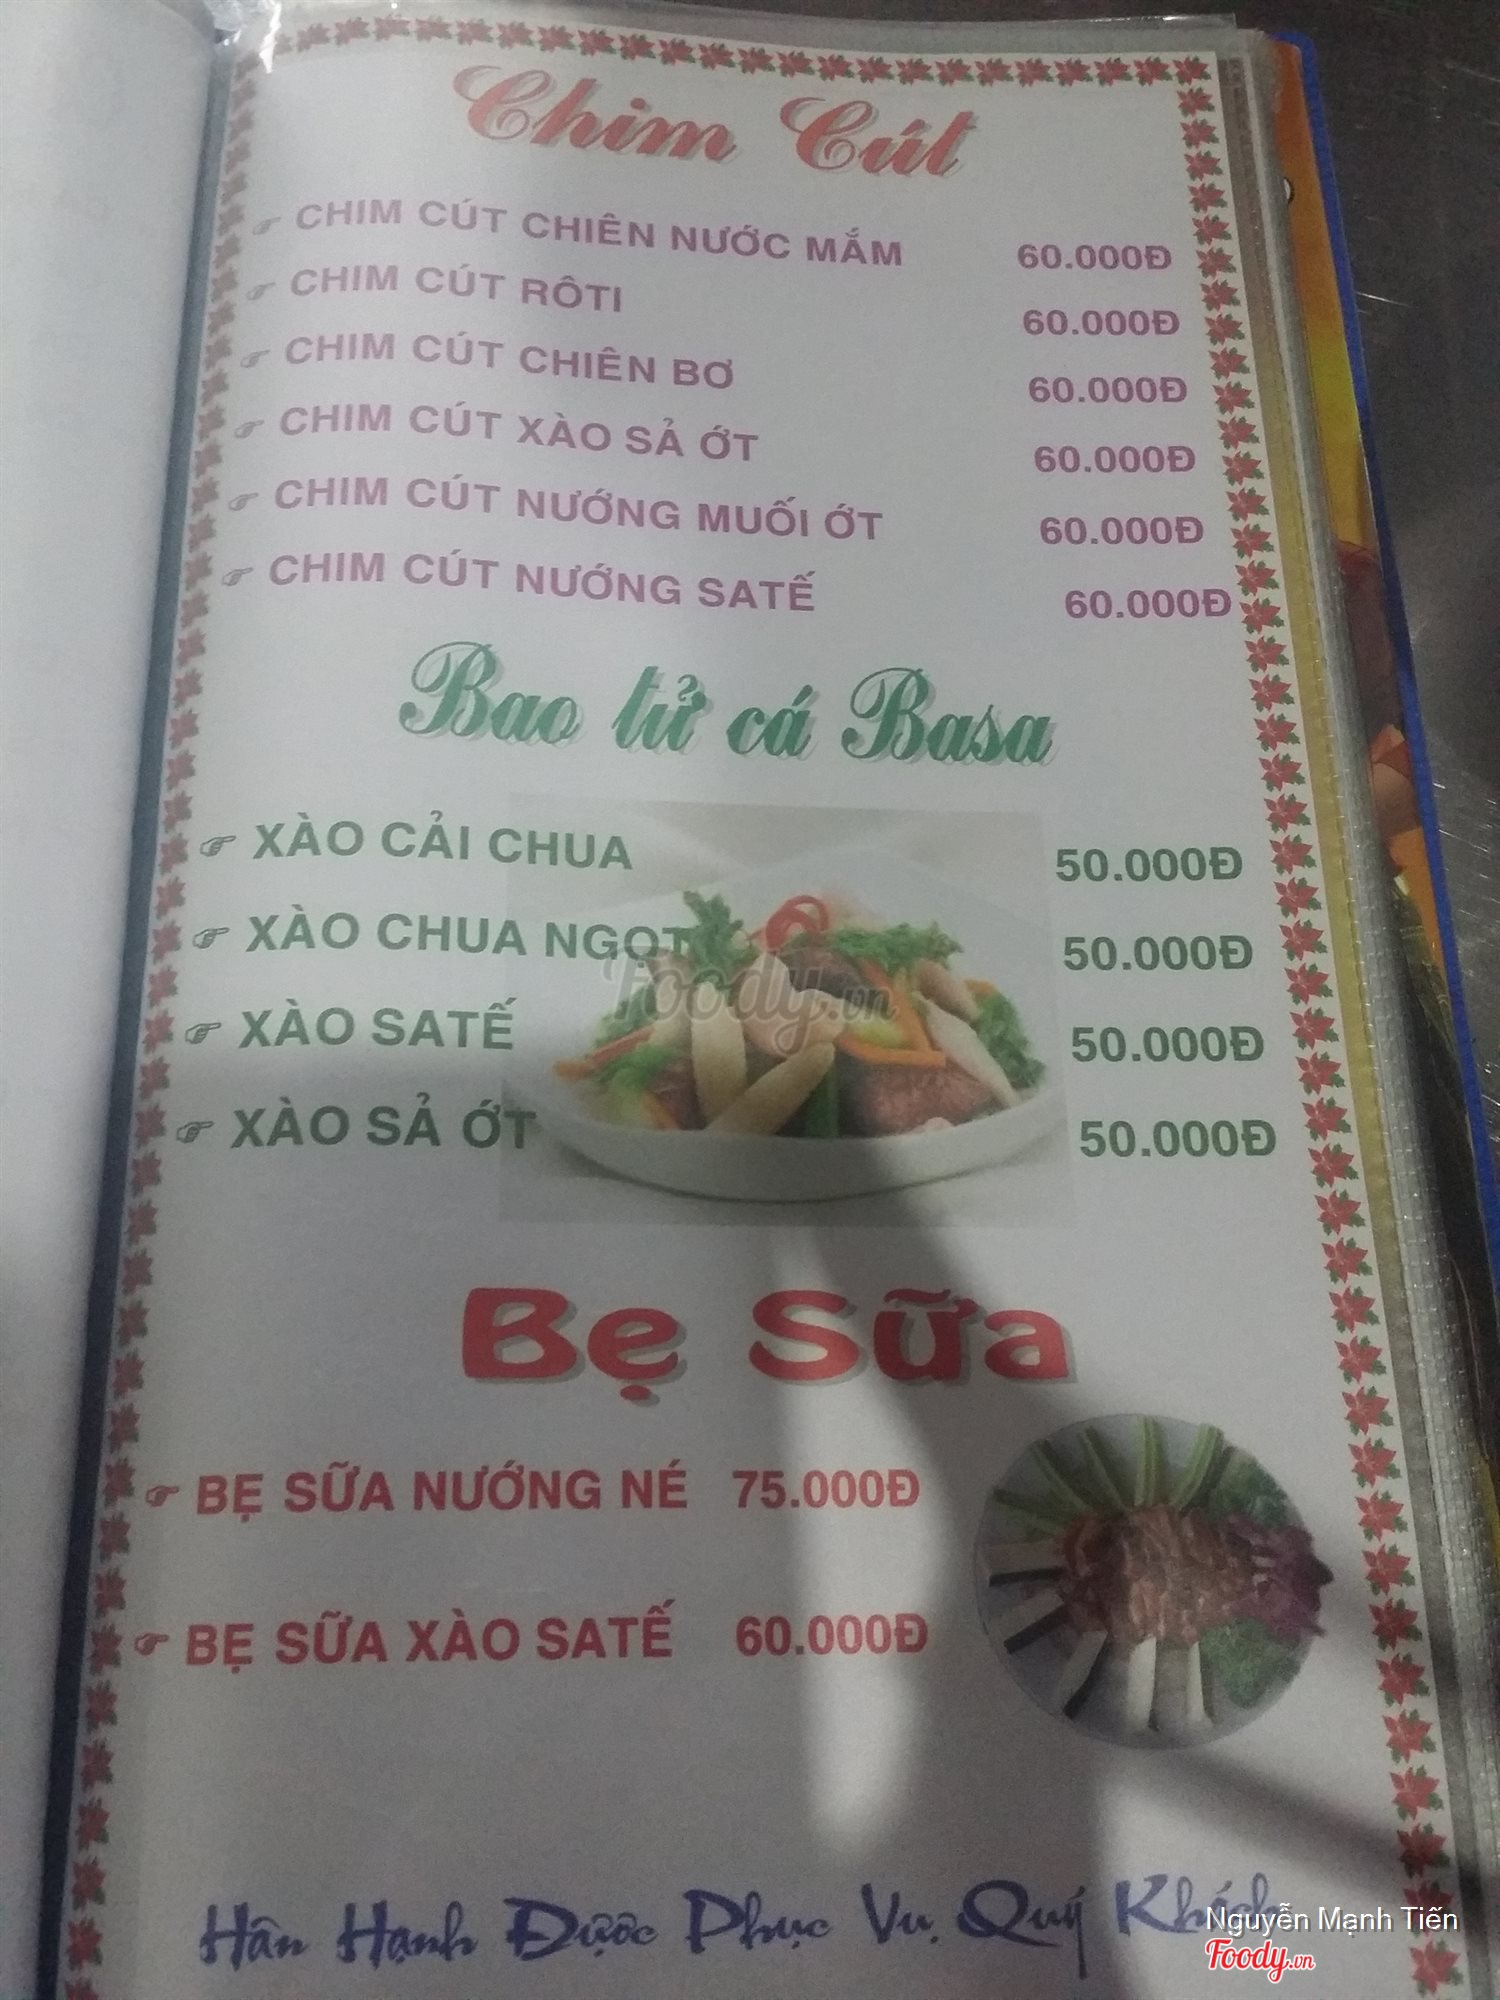 Chim Cút
CHIM CÚT CHIÊN NƯỚC MẮM 60.000Đ
CHIM CÚT RÔTI 60.000Đ
CHIM CÚT CHIÊN BƠ 60.000Đ
CHIM CÚT XÀO SẢ ỚT 60.000Đ
CHIM CÚT NƯỚNG MUỐI ỚT 60.000Đ
CHIM CÚT NƯỚNG SATẾ 60.000Đ
Bao tử cá Basa
XÀO CẢI CHUA 50.000Đ
XÀO CHUA NGỌT 50.000Đ
Foody.vn
XÀO SATẾ 50.000Đ
XÀO SẢ ỚT 50.000Đ
Bẹ Sữa
BẸ SỮA NƯỚNG NÉ 75.000Đ
BẸ SỮA XÀO SATẾ 60.000Đ
Hân Hạnh Được Phục Vụ Quý Khách
Nguyễn Mạnh Tiến
Foody.vn